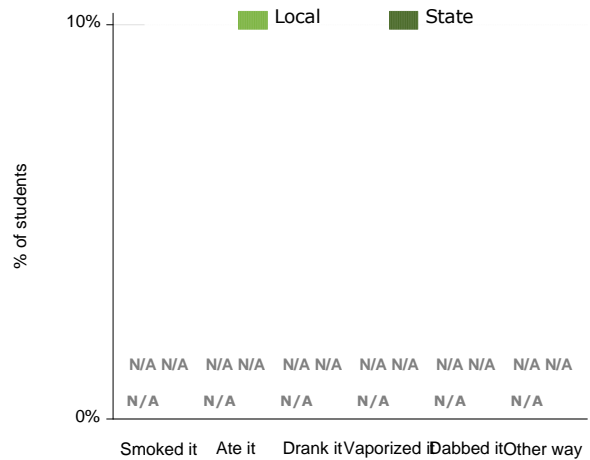 Local State
10%
% of students
N/A N/A N/A N/A N/A N/A N/A N/A N/A N/A N/A N/A
N/A N/A N/A N/A N/A N/A
0%
Smoked it Ate it Drank it Vaporized it Dabbed it Other way